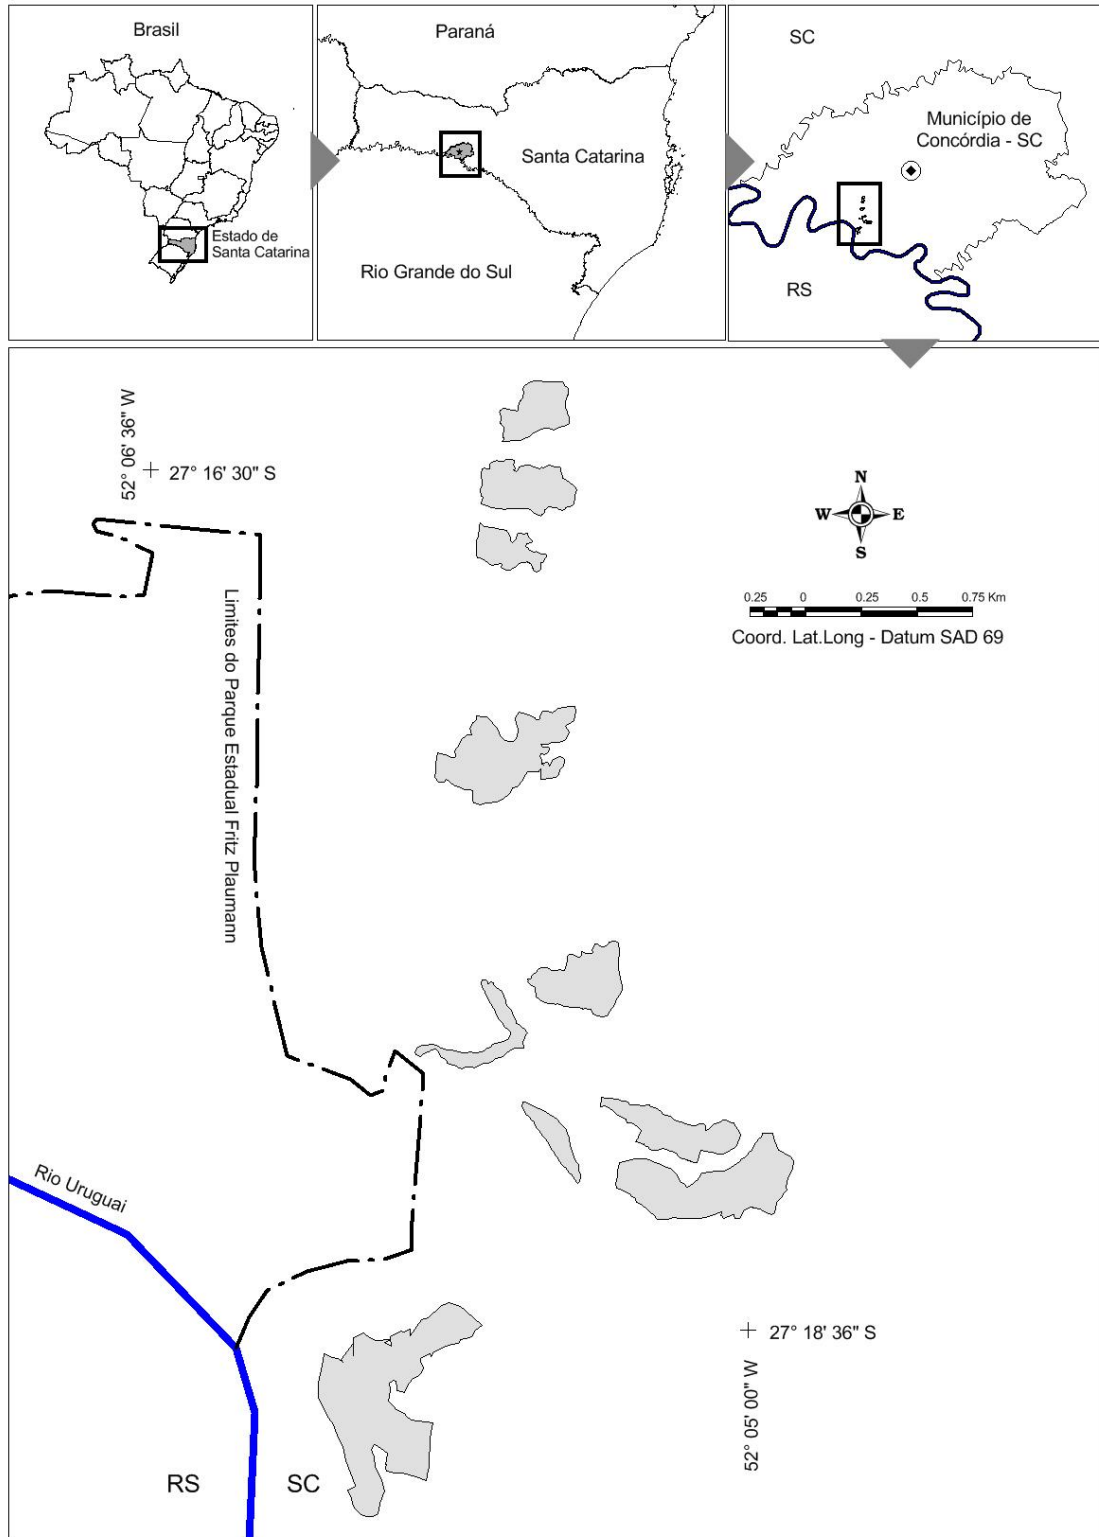 Brasil
Estado de
Santa Catarina
Paraná
Santa Catarina
Rio Grande do Sul
SC
Município de
Concórdia - SC
RS
52° 06' 36" W
27° 16' 30" S
N
W
E
S
0.25 0 0.25 0.5 0.75 Km
Coord. Lat.Long - Datum SAD 69
Limites do Parque Estadual Fritz Plaumann
Rio Uruguai
27° 18' 36" S
52° 05' 00" W
RS
SC